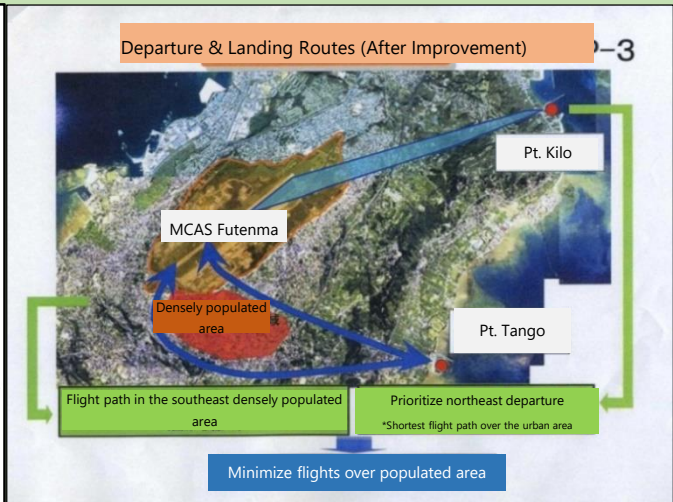 Departure & Landing Routes (After Improvement)
-3
Pt. Kilo
MCAS Futenma
Densely populated
area
Pt. Tango
Flight path in the southeast densely populated
area
Prioritize northeast departure
*Shortest flight path over the urban area
Minimize flights over populated area